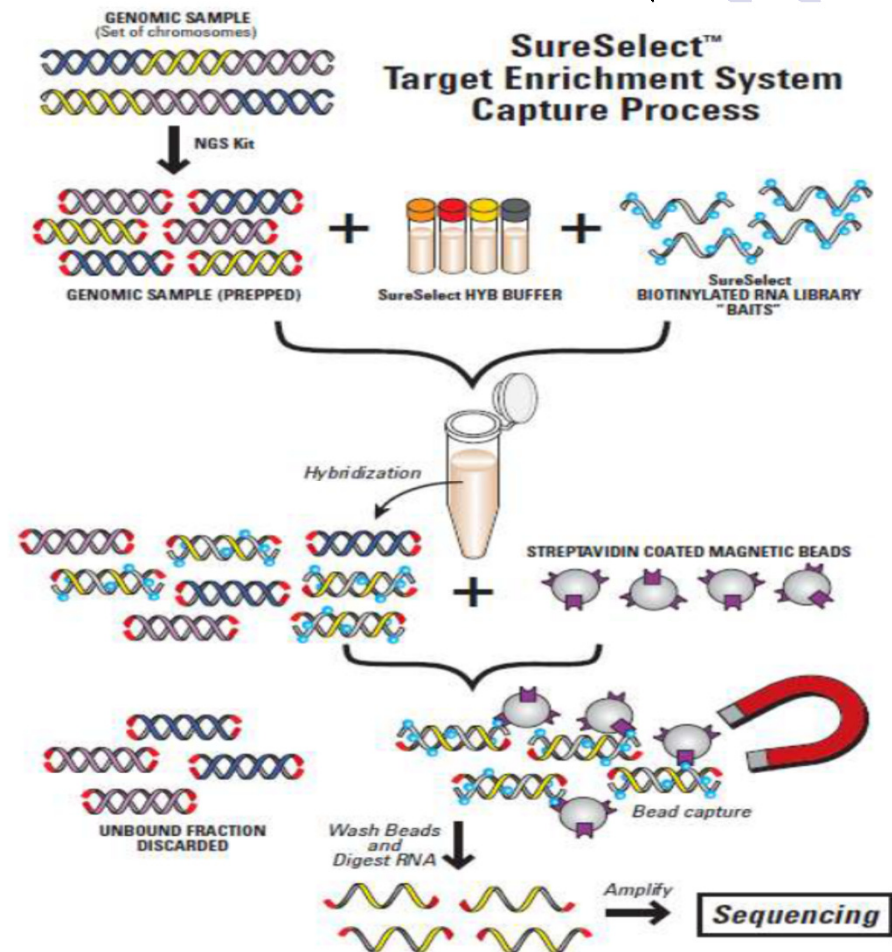 GENOMIC SAMPLE
(Set of chromosomes)
SureSelect™
Target Enrichment System
Capture Process
NGS Kit
+
+
GENOMIC SAMPLE (PREPPED)
SureSelect HYB BUFFER
SureSelect
BIOTINYLATED RNA LIBRARY
"BAITS"
Hybridization
STREPTAVIDIN COATED MAGNETIC BEADS
+
UNBOUND FRACTION
DISCARDED
Bead capture
Wash Beads
and
Digest RNA
Amplify
Sequencing